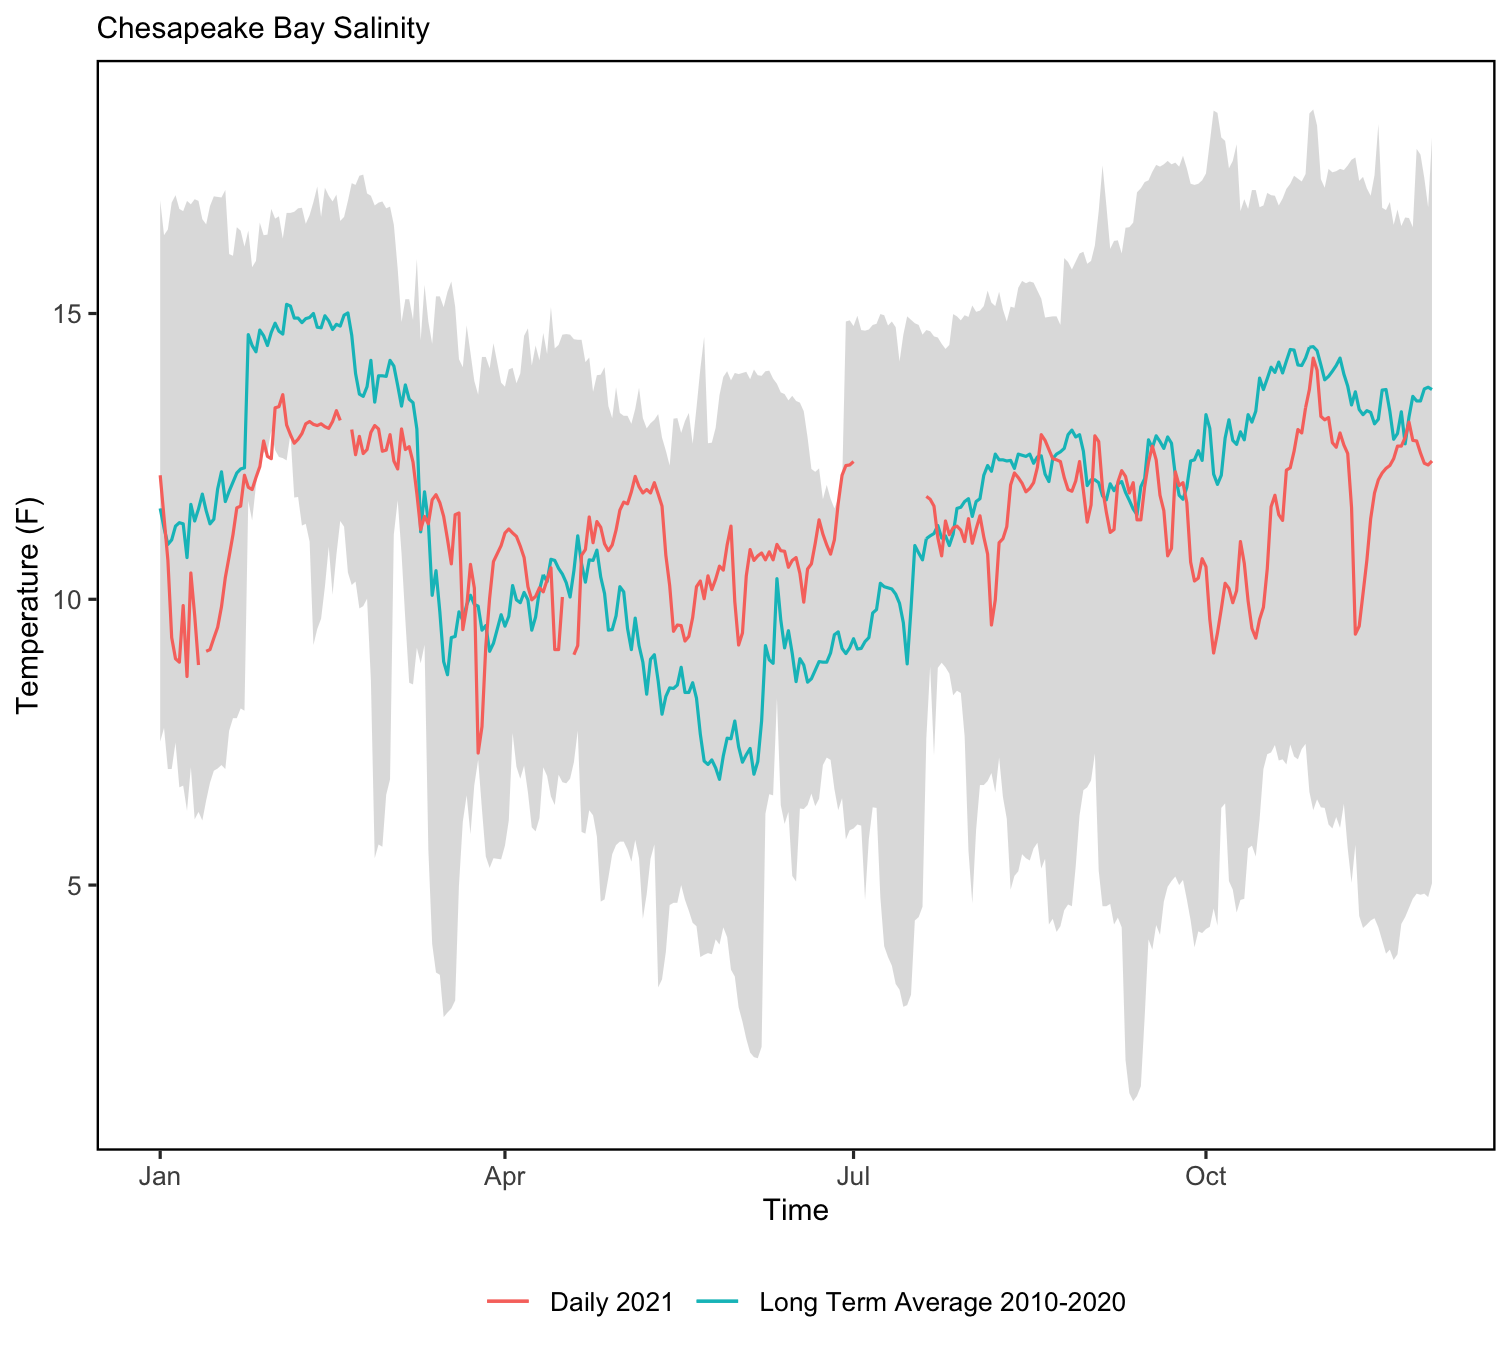 Chesapeake Bay Salinity
15
10
5
Temperature (F)
Jan
Apr
Jul
Oct
Time
Daily 2021
Long Term Average 2010-2020